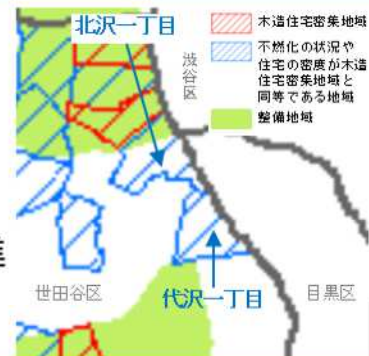 北沢一丁目
木造住宅密集地域
不燃化の状況や
住宅の密度が木造
住宅密集地域と
同等である地域
整備地域
渋谷区
世田谷区
代沢一丁目
目黒区